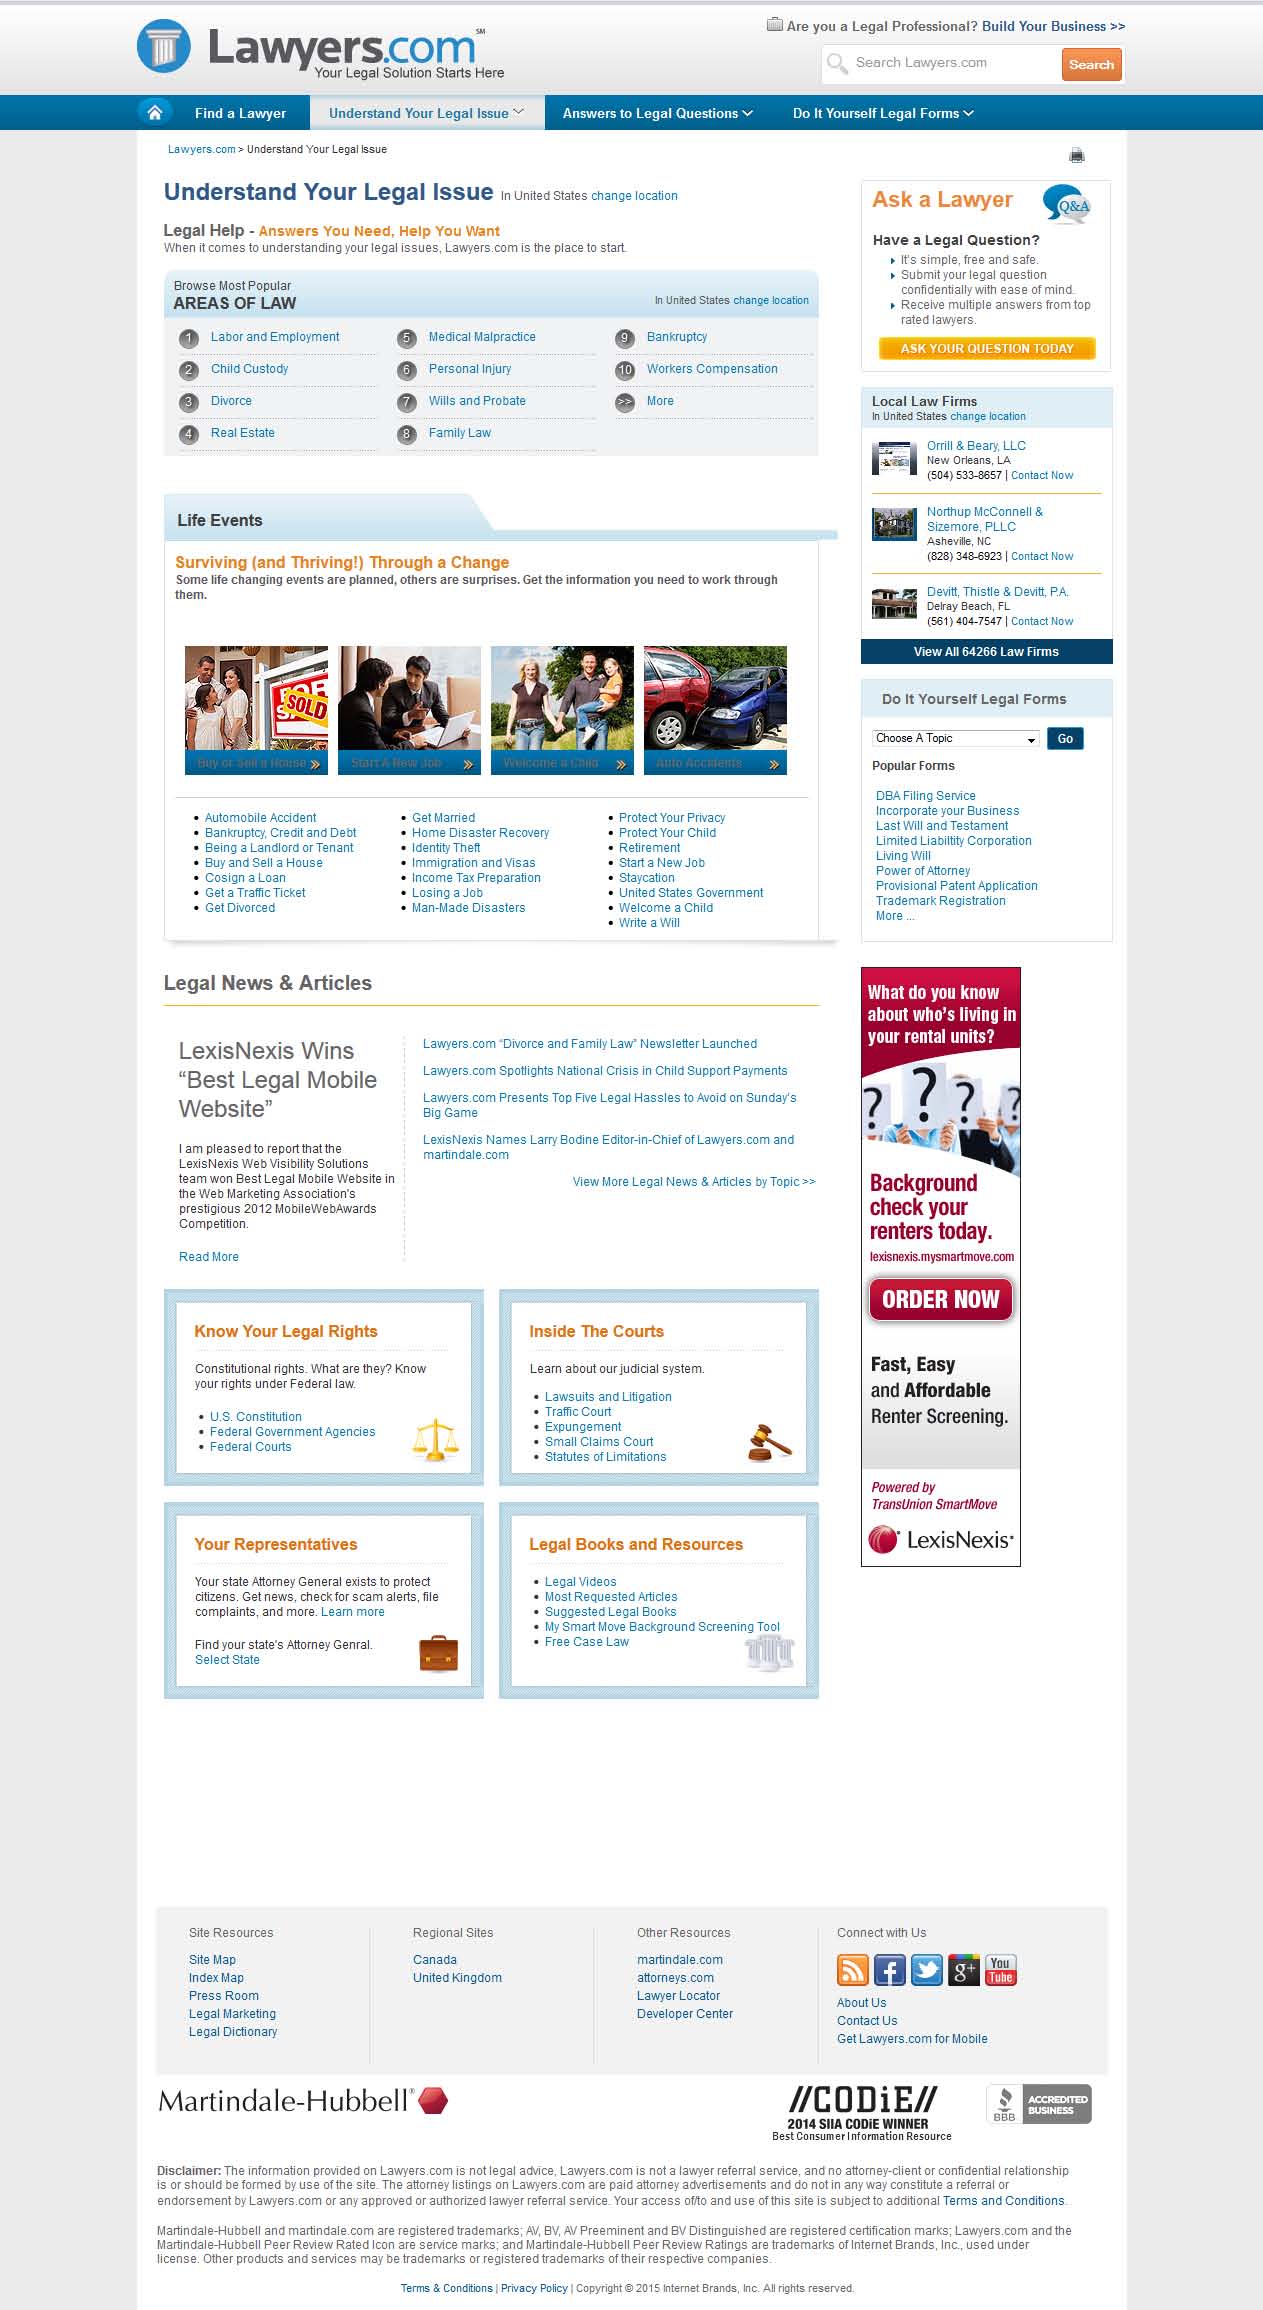 Are you a Legal Professional? Build Your Business >>
Lawyers.com℠
Your Legal Solution Starts Here
Search Lawyers.com
Search
Find a Lawyer
Understand Your Legal Issue
Answers to Legal Questions
Do It Yourself Legal Forms
Lawyers.com > Understand Your Legal Issue
Understand Your Legal Issue In United States change location
Legal Help - Answers You Need, Help You Want
When it comes to understanding your legal issues, Lawyers.com is the place to start.
Browse Most Popular
AREAS OF LAW
In United States change location
1 Labor and Employment
2 Child Custody
3 Divorce
4 Real Estate
5 Medical Malpractice
6 Personal Injury
7 Wills and Probate
8 Family Law
9 Bankruptcy
10 Workers Compensation
>> More
Life Events
Surviving (and Thriving!) Through a Change
Some life changing events are planned, others are surprises. Get the information you need to work through
them.
FOR
SOLD
Buy or Sell a House »
Start A New Job »
Welcome a Child »
Auto Accidents »
Automobile Accident
Bankruptcy, Credit and Debt
Being a Landlord or Tenant
Buy and Sell a House
Cosign a Loan
Get a Traffic Ticket
Get Divorced
Get Married
Home Disaster Recovery
Identity Theft
Immigration and Visas
Income Tax Preparation
Losing a Job
Man-Made Disasters
Protect Your Privacy
Protect Your Child
Retirement
Start a New Job
Staycation
United States Government
Welcome a Child
Write a Will
Legal News & Articles
LexisNexis Wins
“Best Legal Mobile
Website”
I am pleased to report that the
LexisNexis Web Visibility Solutions
team won Best Legal Mobile Website in
the Web Marketing Association's
prestigious 2012 MobileWebAwards
Competition.
Read More
Lawyers.com “Divorce and Family Law” Newsletter Launched
Lawyers.com Spotlights National Crisis in Child Support Payments
Lawyers.com Presents Top Five Legal Hassles to Avoid on Sunday’s
Big Game
LexisNexis Names Larry Bodine Editor-in-Chief of Lawyers.com and
martindale.com
View More Legal News & Articles by Topic >>
Know Your Legal Rights
Constitutional rights. What are they? Know
your rights under Federal law.
U.S. Constitution
Federal Government Agencies
Federal Courts
Inside The Courts
Learn about our judicial system.
Lawsuits and Litigation
Traffic Court
Expungement
Small Claims Court
Statutes of Limitations
Your Representatives
Your state Attorney General exists to protect
citizens. Get news, check for scam alerts, file
complaints, and more. Learn more
Find your state's Attorney Genral.
Select State
Legal Books and Resources
Legal Videos
Most Requested Articles
Suggested Legal Books
My Smart Move Background Screening Tool
Free Case Law
Ask a Lawyer
Q&A
Have a Legal Question?
It's simple, free and safe.
Submit your legal question
confidentially with ease of mind.
Receive multiple answers from top
rated lawyers.
ASK YOUR QUESTION TODAY
Local Law Firms
In United States change location
Orrill & Beary, LLC
New Orleans, LA
(504) 533-8657 | Contact Now
Northup McConnell &
Sizemore, PLLC
Asheville, NC
(828) 348-6923 | Contact Now
Devitt, Thistle & Devitt, P.A.
Delray Beach, FL
(561) 404-7547 | Contact Now
View All 64266 Law Firms
Do It Yourself Legal Forms
Choose A Topic
Go
Popular Forms
DBA Filing Service
Incorporate your Business
Last Will and Testament
Limited Liabiltity Corporation
Living Will
Power of Attorney
Provisional Patent Application
Trademark Registration
More ...
What do you know
about who's living in
your rental units?
? ? ? ?
Background
check your
renters today.
lexisnexis.mysmartmove.com
ORDER NOW
Fast, Easy
and Affordable
Renter Screening.
Powered by
TransUnion SmartMove
LexisNexis®
Site Resources
Site Map
Index Map
Press Room
Legal Marketing
Legal Dictionary
Regional Sites
Canada
United Kingdom
Other Resources
martindale.com
attorneys.com
Lawyer Locator
Developer Center
Connect with Us
f
g+
You
Tube
About Us
Contact Us
Get Lawyers.com for Mobile
Martindale-Hubbell®
//CODiE//
2014 SIIA CODiE WINNER
Best Consumer Information Resource
BBB
ACCREDITED
BUSINESS
Disclaimer: The information provided on Lawyers.com is not legal advice, Lawyers.com is not a lawyer referral service, and no attorney-client or confidential relationship
is or should be formed by use of the site. The attorney listings on Lawyers.com are paid attorney advertisements and do not in any way constitute a referral or
endorsement by Lawyers.com or any approved or authorized lawyer referral service. Your access of/to and use of this site is subject to additional Terms and Conditions.
Martindale-Hubbell and martindale.com are registered trademarks; AV, BV, AV Preeminent and BV Distinguished are registered certification marks; Lawyers.com and the
Martindale-Hubbell Peer Review Rated Icon are service marks; and Martindale-Hubbell Peer Review Ratings are trademarks of Internet Brands, Inc., used under
license. Other products and services may be trademarks or registered trademarks of their respective companies.
Terms & Conditions | Privacy Policy | Copyright © 2015 Internet Brands, Inc. All rights reserved.